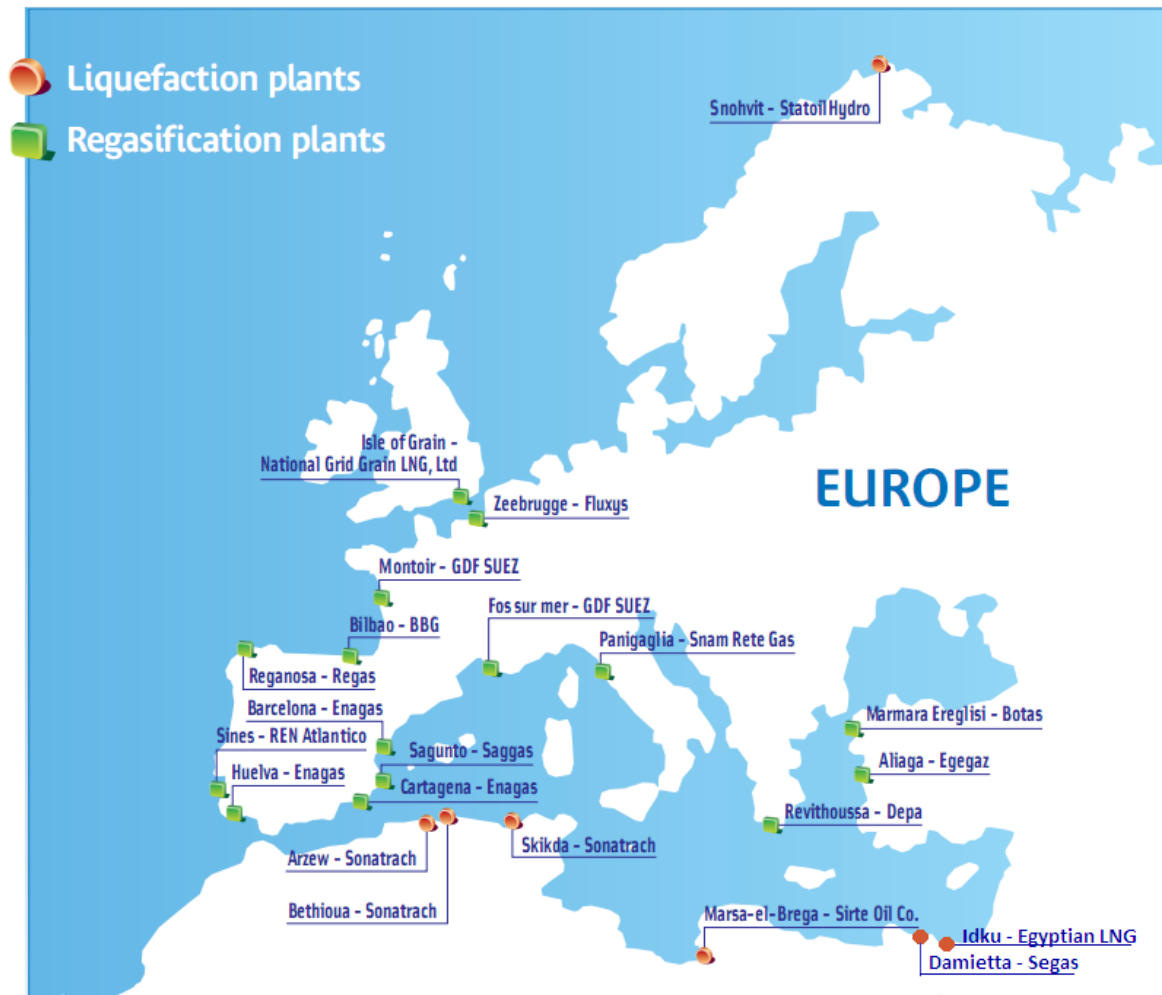 Liquefaction plants
Regasification plants
Snohvit - StatoilHydro
Isle of Grain -
National Grid Grain LNG, Ltd
Zeebrugge - Fluxys
EUROPE
Montoir - GDF SUEZ
Fos sur mer - GDF SUEZ
Bilbao - BBG
Panigaglia - Snam Rete Gas
Reganosa - Regas
Barcelona - Enagas
Marmara Ereglisi - Botas
Sines - REN Atlantico
Sagunto - Saggas
Aliaga - Egegaz
Huelva - Enagas
Cartagena - Enagas
Revithoussa - Depa
Arzew - Sonatrach
Skikda - Sonatrach
Bethioua - Sonatrach
Marsa-el-Brega - Sirte Oil Co.
Idku - Egyptian LNG
Damietta - Segas